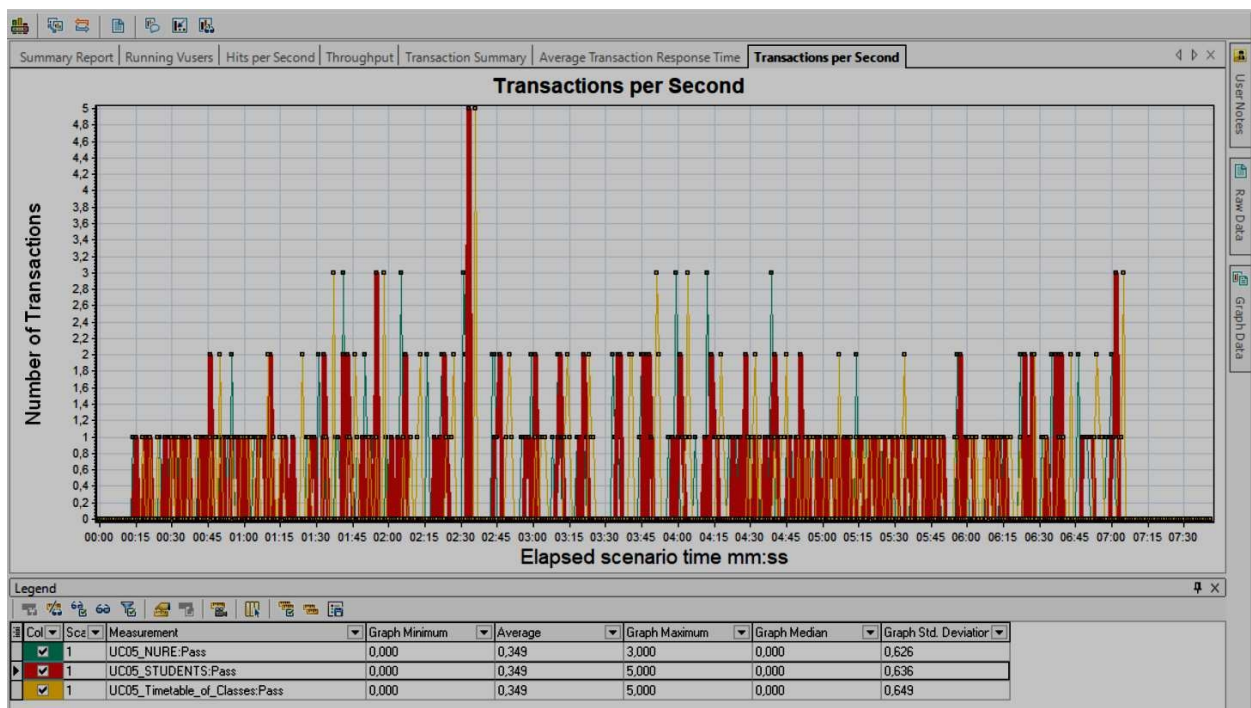 Summary Report Running Vusers Hits per Second Throughput Transaction Summary Average Transaction Response Time Transactions per Second
Transactions per Second
Number of Transactions
5
4,8
4,6
4,4
4,2
4
3,8
3,6
3,4
3,2
3
2,8
2,6
2,4
2,2
2
1,8
1,6
1,4
1,2
1
0,8
0,6
0,4
0,2
0
00:00 00:15 00:30 00:45 01:00 01:15 01:30 01:45 02:00 02:15 02:30 02:45 03:00 03:15 03:30 03:45 04:00 04:15 04:30 04:45 05:00 05:15 05:30 05:45 06:00 06:15 06:30 06:45 07:00 07:15 07:30
Elapsed scenario time mm:ss
User Notes
Raw Data
Graph Data
Legend
Col Sca Measurement Graph Minimum Average Graph Maximum Graph Median Graph Std. Deviation
1 UC05_NURE:Pass 0,000 0,349 3,000 0,000 0,626
1 UC05_STUDENTS:Pass 0,000 0,349 5,000 0,000 0,636
1 UC05_Timetable_of_Classes:Pass 0,000 0,349 5,000 0,000 0,649